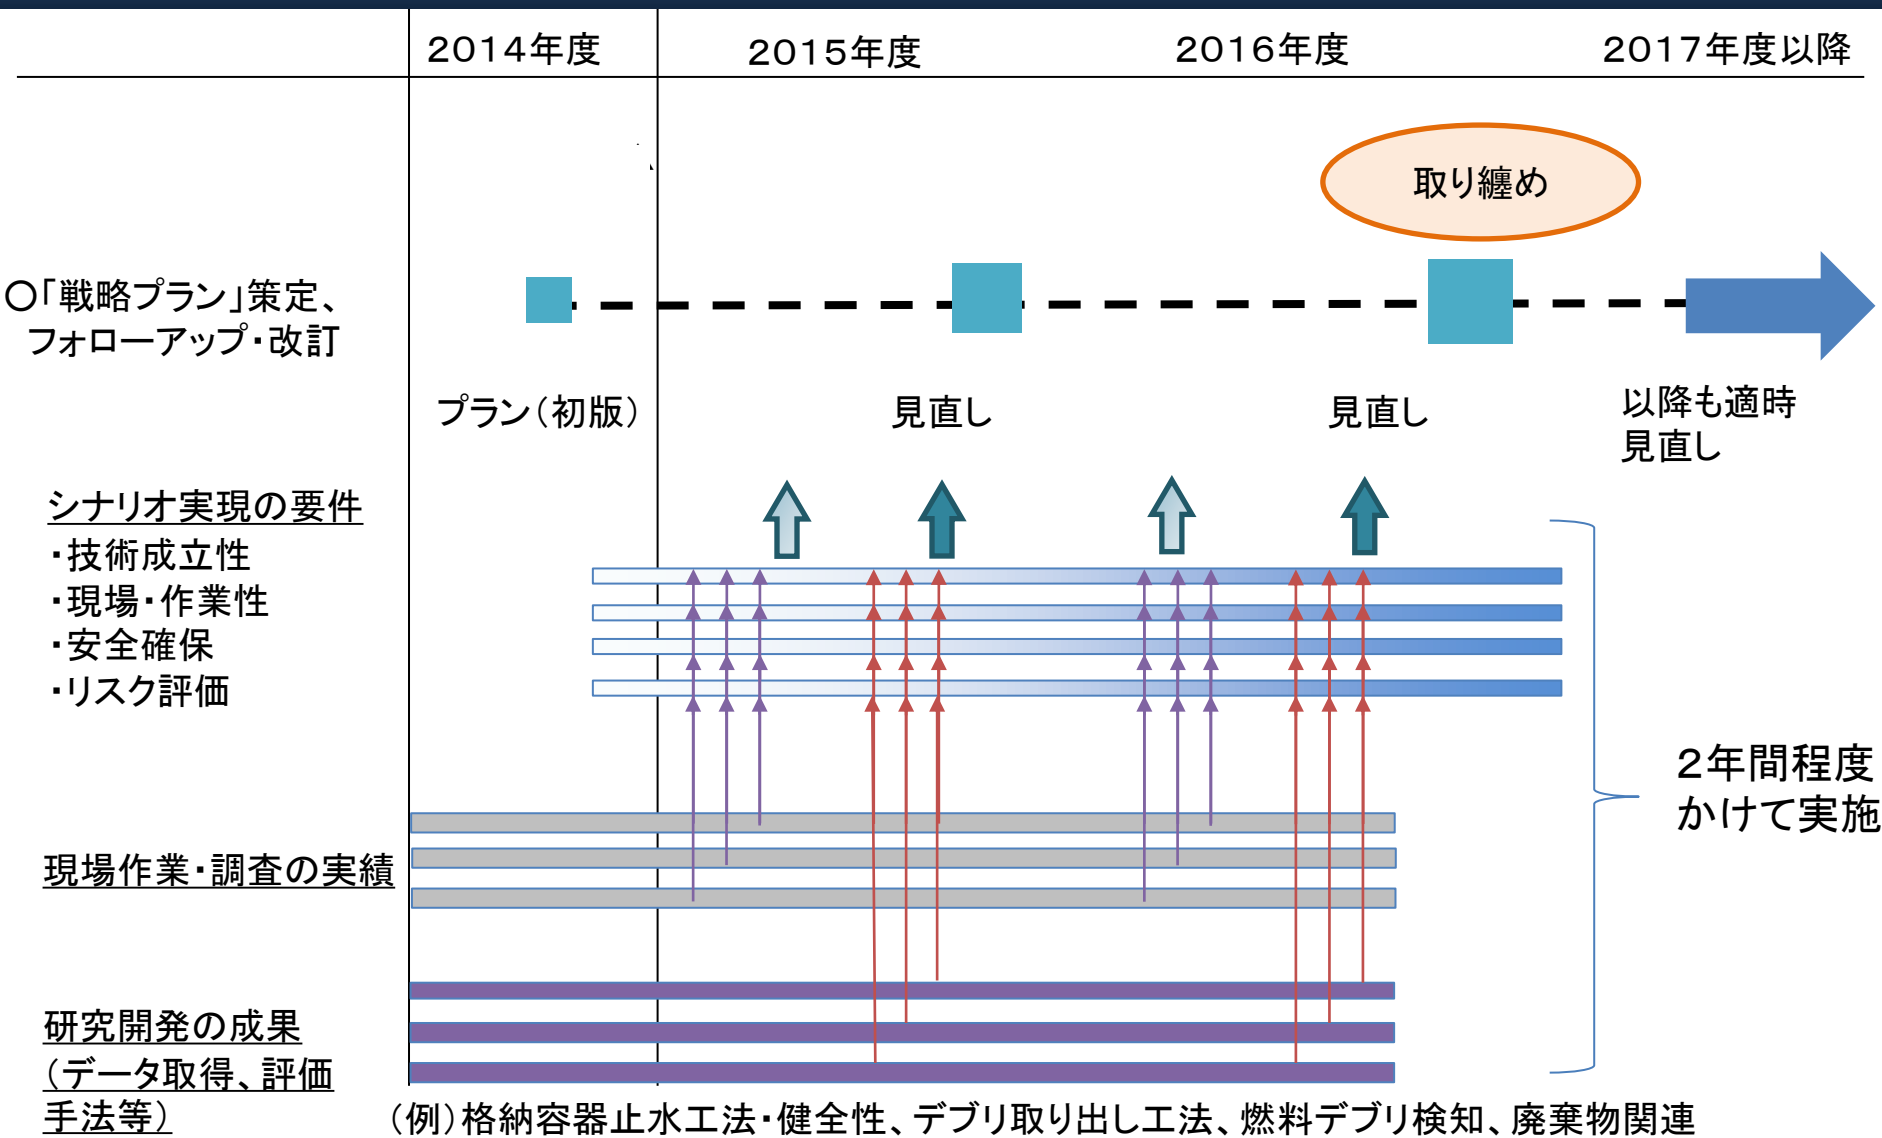 ２０１４年度
２０１５年度
２０１６年度
２０１７年度以降
取り纏め
○「戦略プラン」策定、
フォローアップ・改訂
プラン（初版）
見直し
見直し
以降も適時
見直し
シナリオ実現の要件
・技術成立性
・現場・作業性
・安全確保
・リスク評価
２年間程度
かけて実施
現場作業・調査の実績
研究開発の成果
（データ取得、評価
手法等）
（例）格納容器止水工法・健全性、デブリ取り出し工法、燃料デブリ検知、廃棄物関連